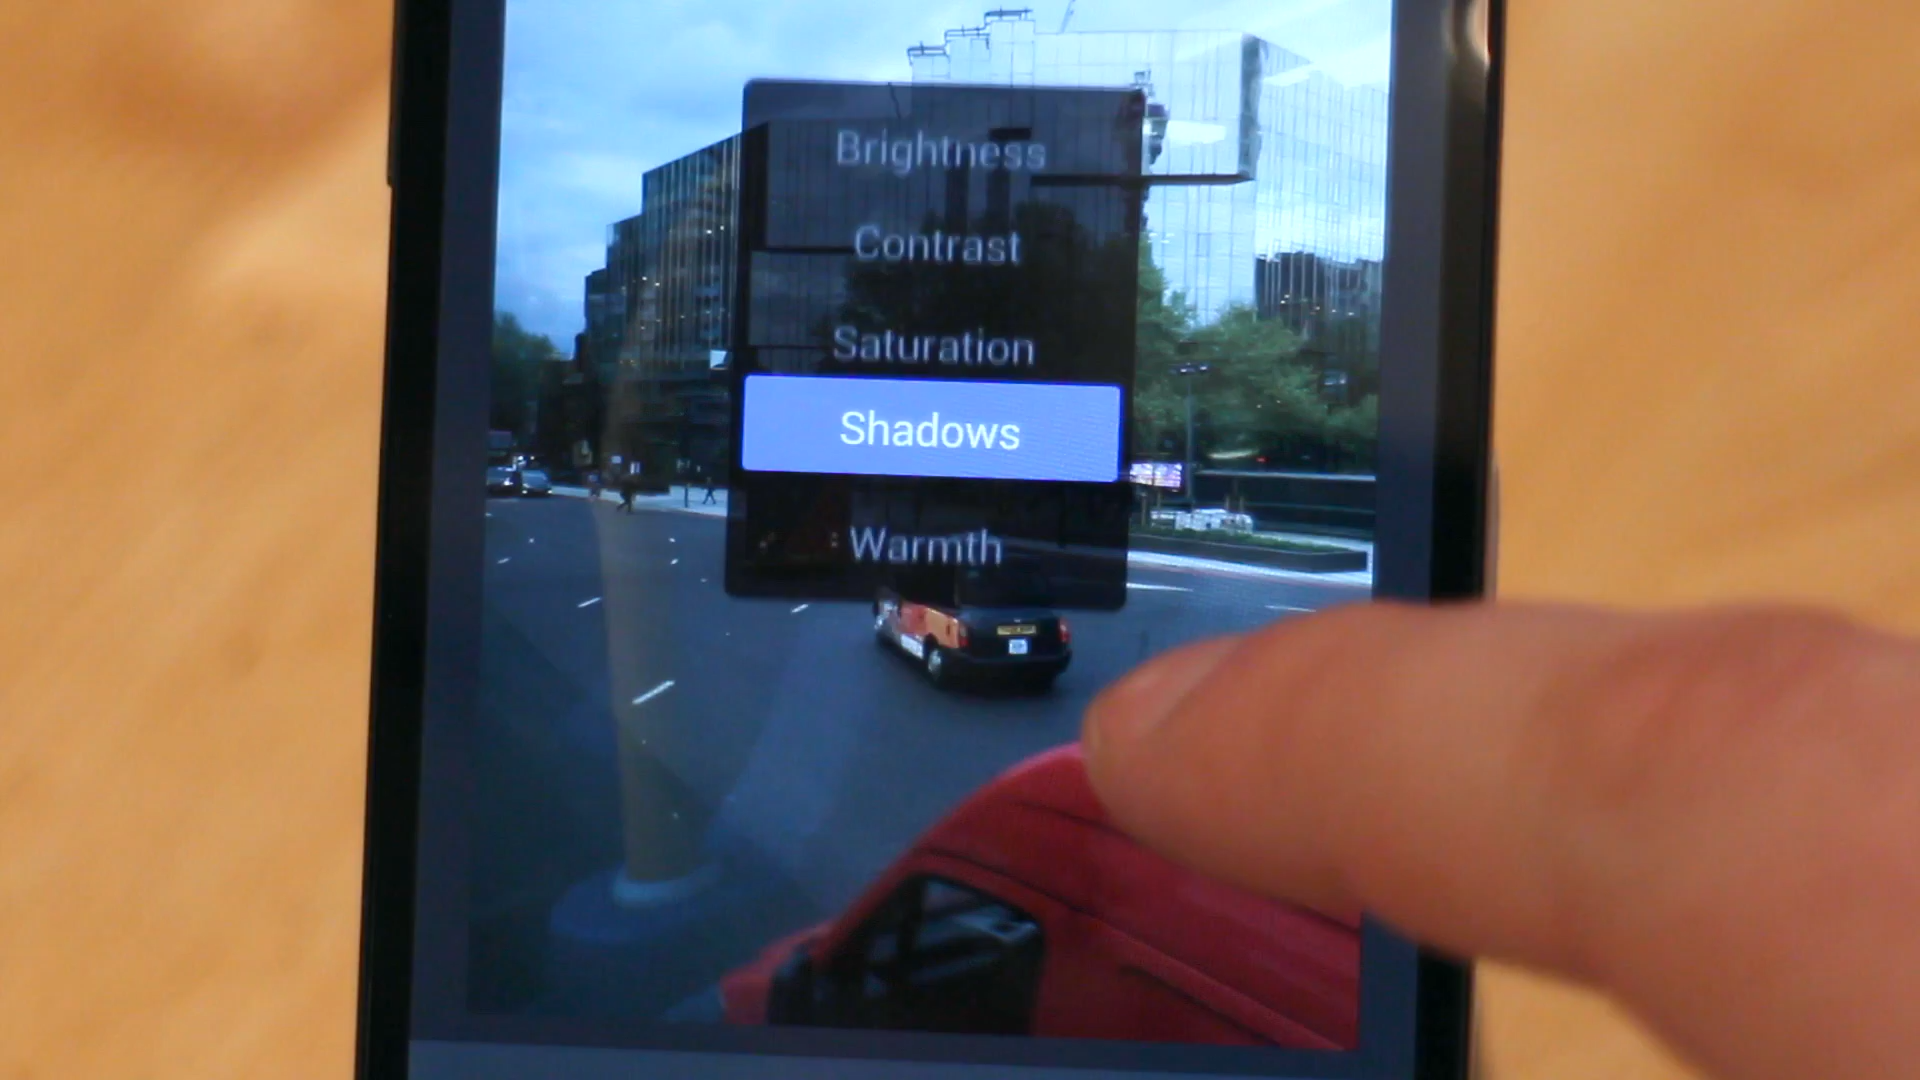 Brightness
Contrast
Saturation
Shadows
Warmth